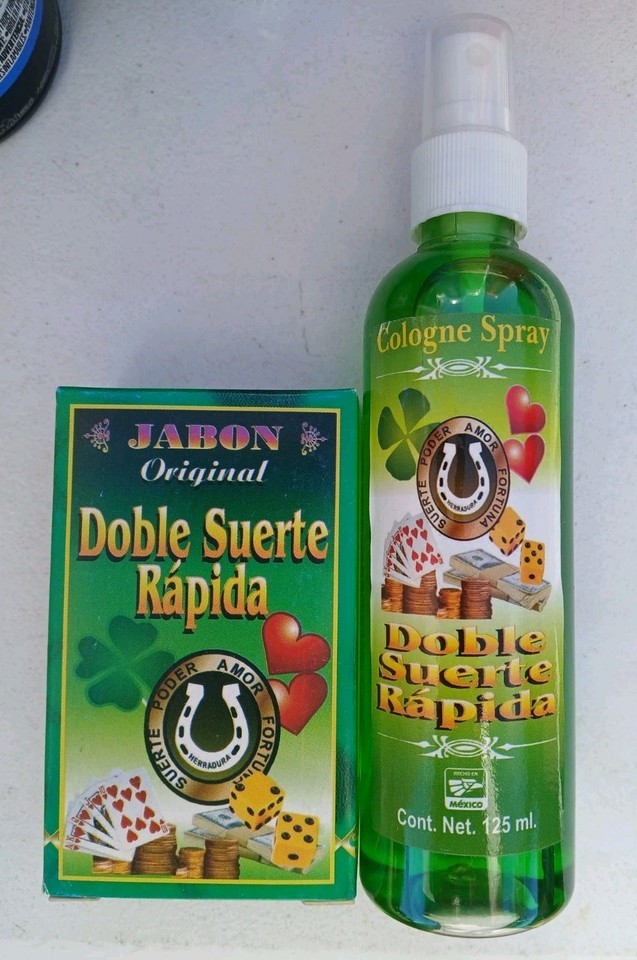 JABON
Original
Doble Suerte
Rápida
SUERTE PODER AMOR FORTUNA
HERRADURA
Cologne Spray
SUERTE PODER AMOR FORTUNA
HERRADURA
Doble
Suerte
Rápida
HECHO EN
MÉXICO
Cont. Net. 125 ml.